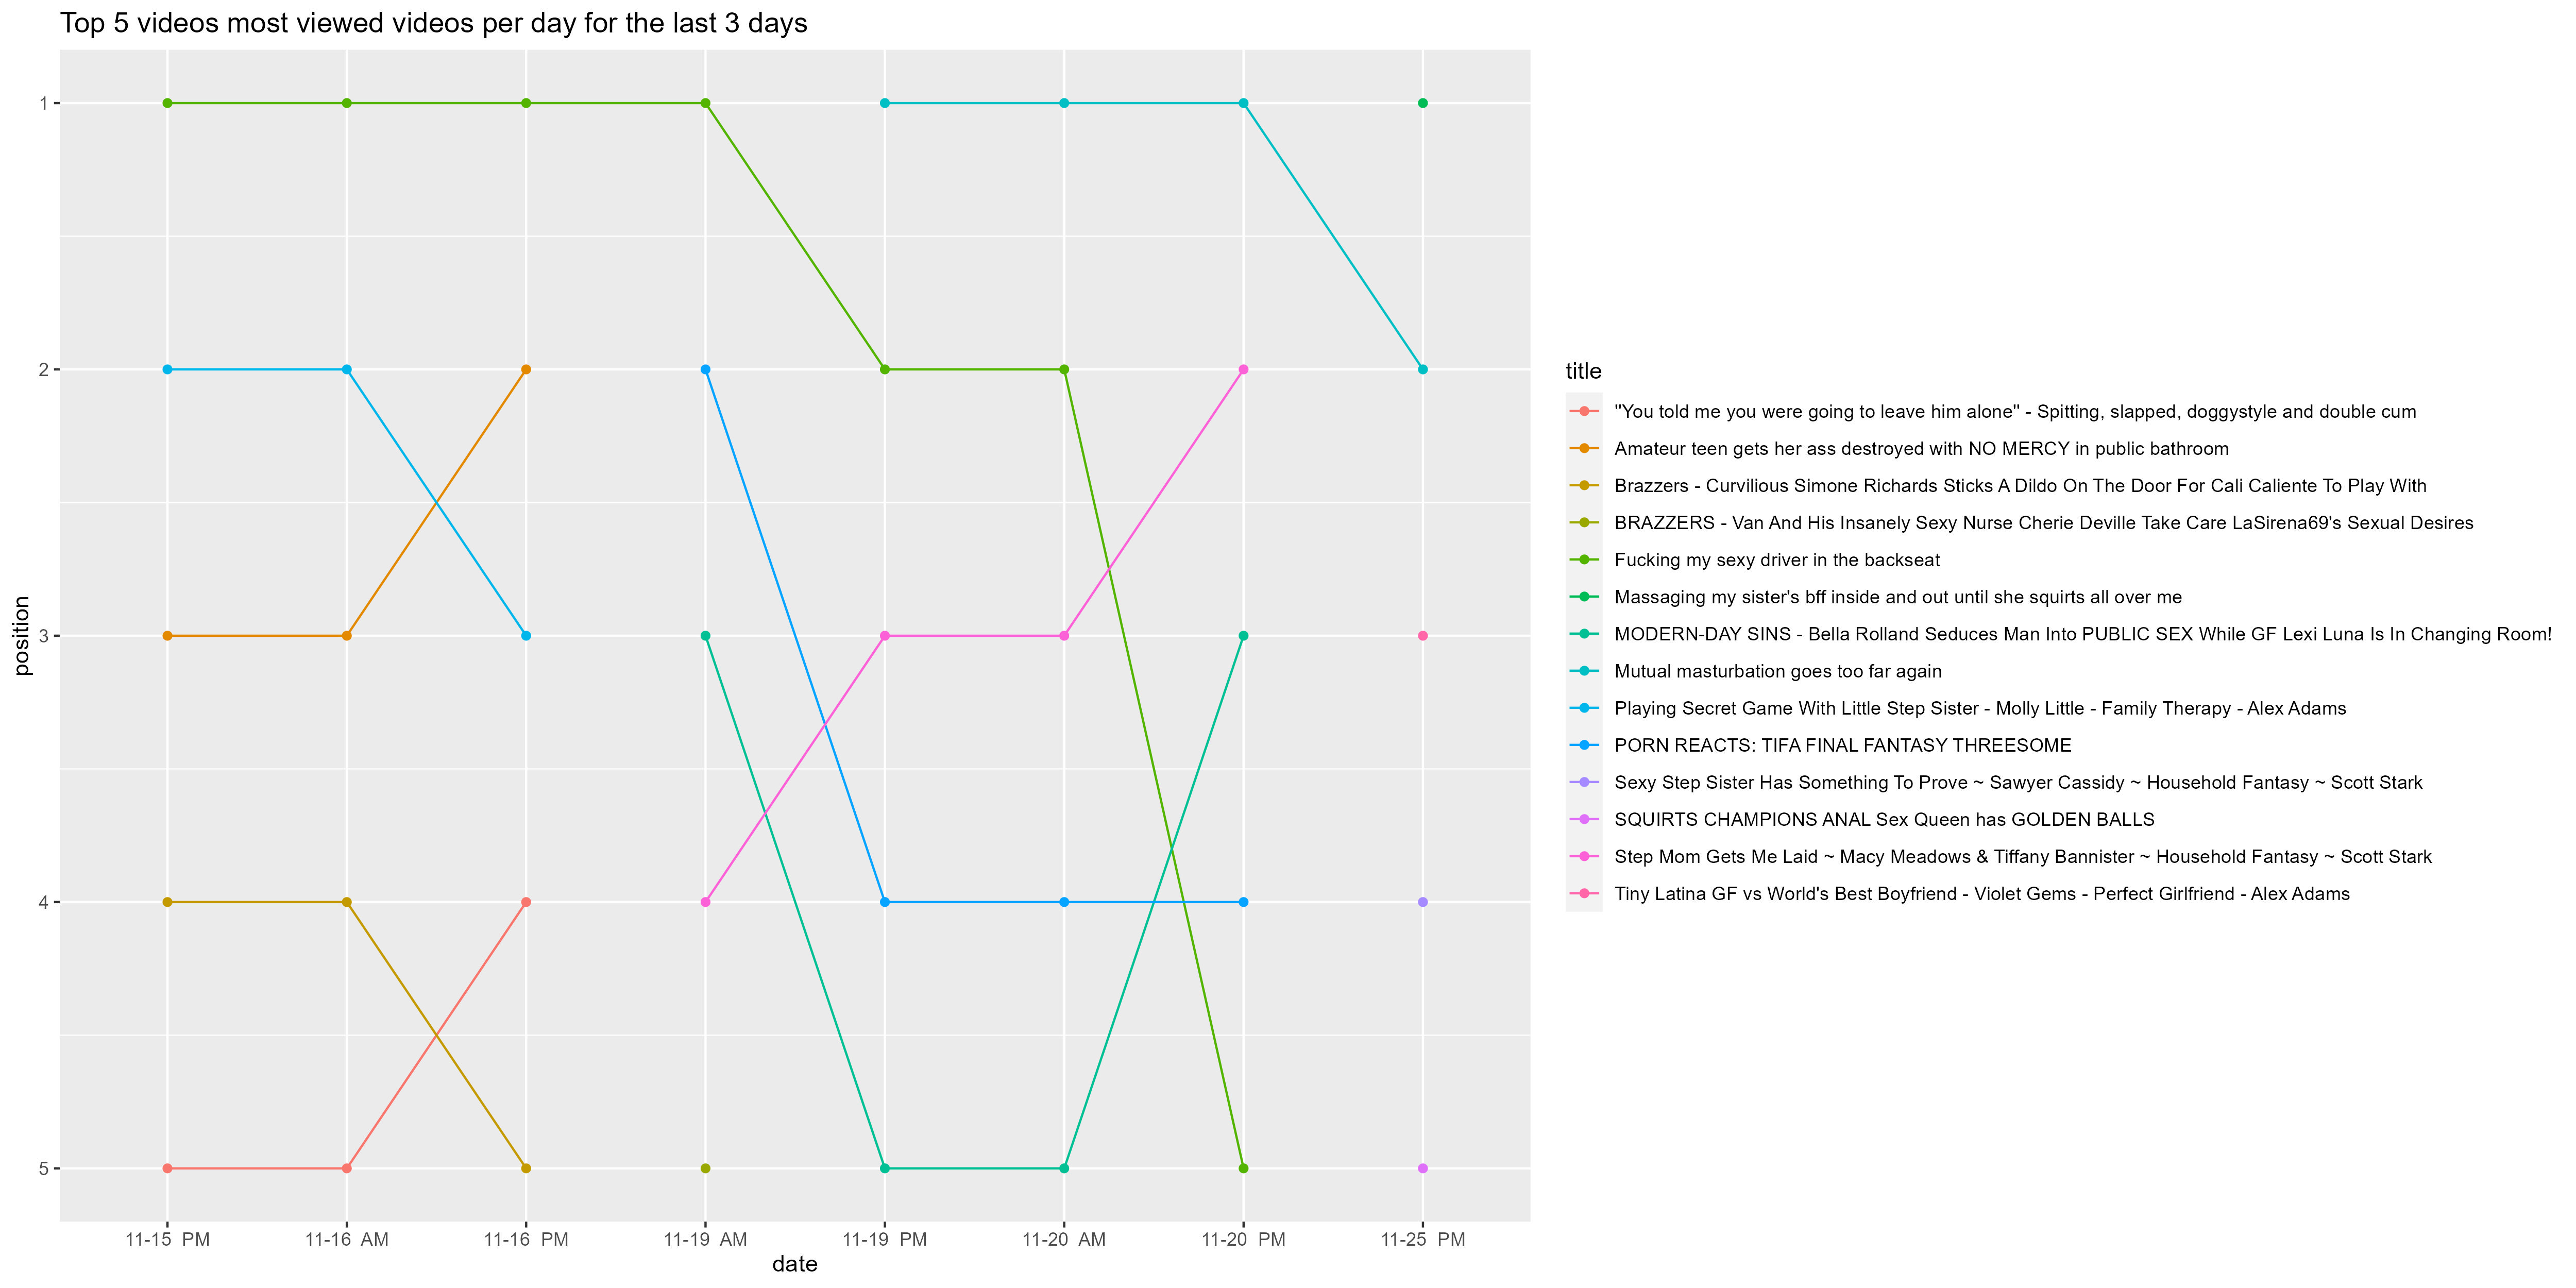 Top 5 videos most viewed videos per day for the last 3 days
position
1
2
3
4
5
11-15 PM
11-16 AM
11-16 PM
11-19 AM
11-19 PM
11-20 AM
11-20 PM
11-25 PM
date
title
"You told me you were going to leave him alone" - Spitting, slapped, doggystyle and double cum
Amateur teen gets her ass destroyed with NO MERCY in public bathroom
Brazzers - Curvilious Simone Richards Sticks A Dildo On The Door For Cali Caliente To Play With
BRAZZERS - Van And His Insanely Sexy Nurse Cherie Deville Take Care LaSirena69's Sexual Desires
Fucking my sexy driver in the backseat
Massaging my sister's bff inside and out until she squirts all over me
MODERN-DAY SINS - Bella Rolland Seduces Man Into PUBLIC SEX While GF Lexi Luna Is In Changing Room!
Mutual masturbation goes too far again
Playing Secret Game With Little Step Sister - Molly Little - Family Therapy - Alex Adams
PORN REACTS: TIFA FINAL FANTASY THREESOME
Sexy Step Sister Has Something To Prove ~ Sawyer Cassidy ~ Household Fantasy ~ Scott Stark
SQUIRTS CHAMPIONS ANAL Sex Queen has GOLDEN BALLS
Step Mom Gets Me Laid ~ Macy Meadows & Tiffany Bannister ~ Household Fantasy ~ Scott Stark
Tiny Latina GF vs World's Best Boyfriend - Violet Gems - Perfect Girlfriend - Alex Adams